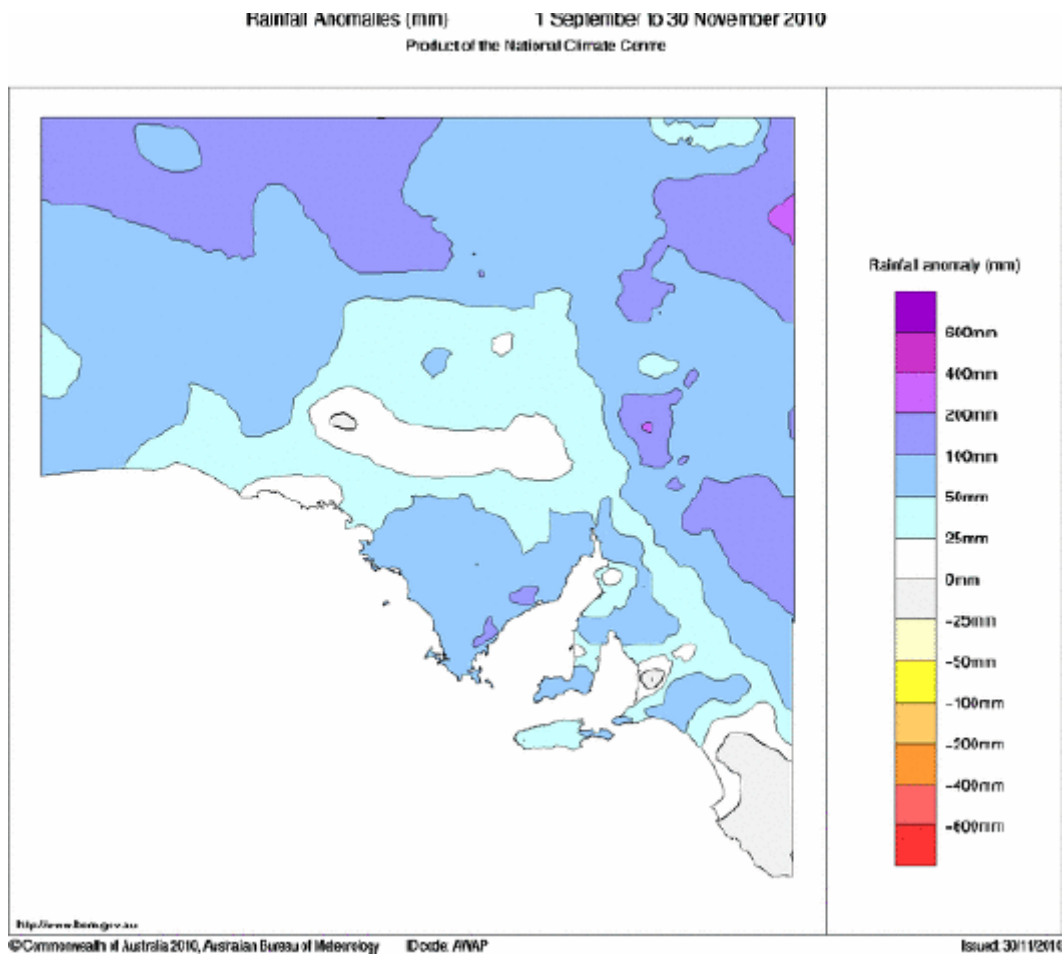 Rainfall Anomalies (mm) 1 September to 30 November 2010
Product of the National Climate Centre
Rainfall anomaly (mm)
600mm
400mm
200mm
100mm
50mm
25mm
0mm
-25mm
-50mm
-100mm
-200mm
-400mm
-600mm
http://www.bom.gov.au
© Commonwealth of Australia 2010, Australian Bureau of Meteorology ID code: AWAP Issued: 30/11/2010